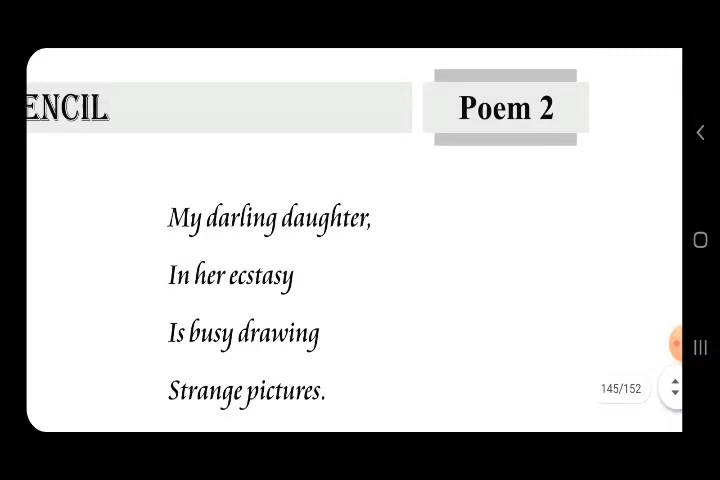 ENCIL
Poem 2
My darling daughter,
In her ecstasy
Is busy drawing
Strange pictures.
145/152